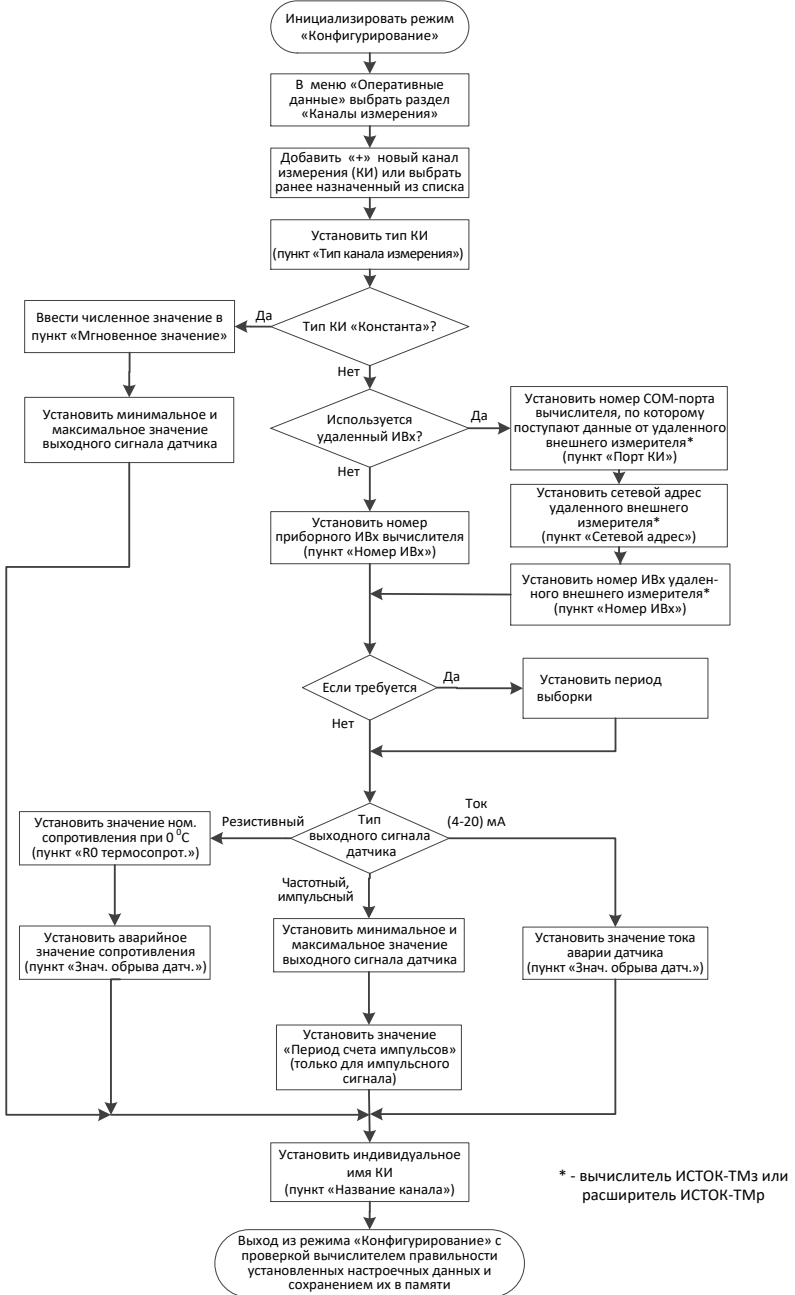 Инициализировать режим
«Конфигурирование»
В меню «Оперативные
данные» выбрать раздел
«Каналы измерения»
Добавить «+» новый канал
измерения (КИ) или выбрать
ранее назначенный из списка
Установить тип КИ
(пункт «Тип канала измерения»)
Тип КИ «Константа»?
Да
Ввести численное значение в
пункт «Мгновенное значение»
Установить минимальное и
максимальное значение
выходного сигнала датчика
Нет
Используется
удаленный ИВх?
Да
Установить номер COM-порта
вычислителя, по которому
поступают данные от удаленного
внешнего измерителя*
(пункт «Порт КИ»)
Установить сетевой адрес
удаленного внешнего
измерителя*
(пункт «Сетевой адрес»)
Установить номер ИВх удален-
ного внешнего измерителя*
(пункт «Номер ИВх»)
Нет
Установить номер
приборного ИВх вычислителя
(пункт «Номер ИВх»)
Если требуется
Да
Установить период
выборки
Нет
Тип
выходного сигнала
датчика
Резистивный
Установить значение ном.
сопротивления при 0 ⁰С
(пункт «R0 термосопрот.»)
Установить аварийное
значение сопротивления
(пункт «Знач. обрыва датч.»)
Частотный,
импульсный
Установить минимальное и
максимальное значение
выходного сигнала датчика
Установить значение
«Период счета импульсов»
(только для импульсного
сигнала)
Ток
(4-20) мА
Установить значение тока
аварии датчика
(пункт «Знач. обрыва датч.»)
Установить индивидуальное
имя КИ
(пункт «Название канала»)
Выход из режима «Конфигурирование» с
проверкой вычислителем правильности
установленных настроечных данных и
сохранением их в памяти
* - вычислитель ИСТОК-ТМз или
расширитель ИСТОК-ТМр